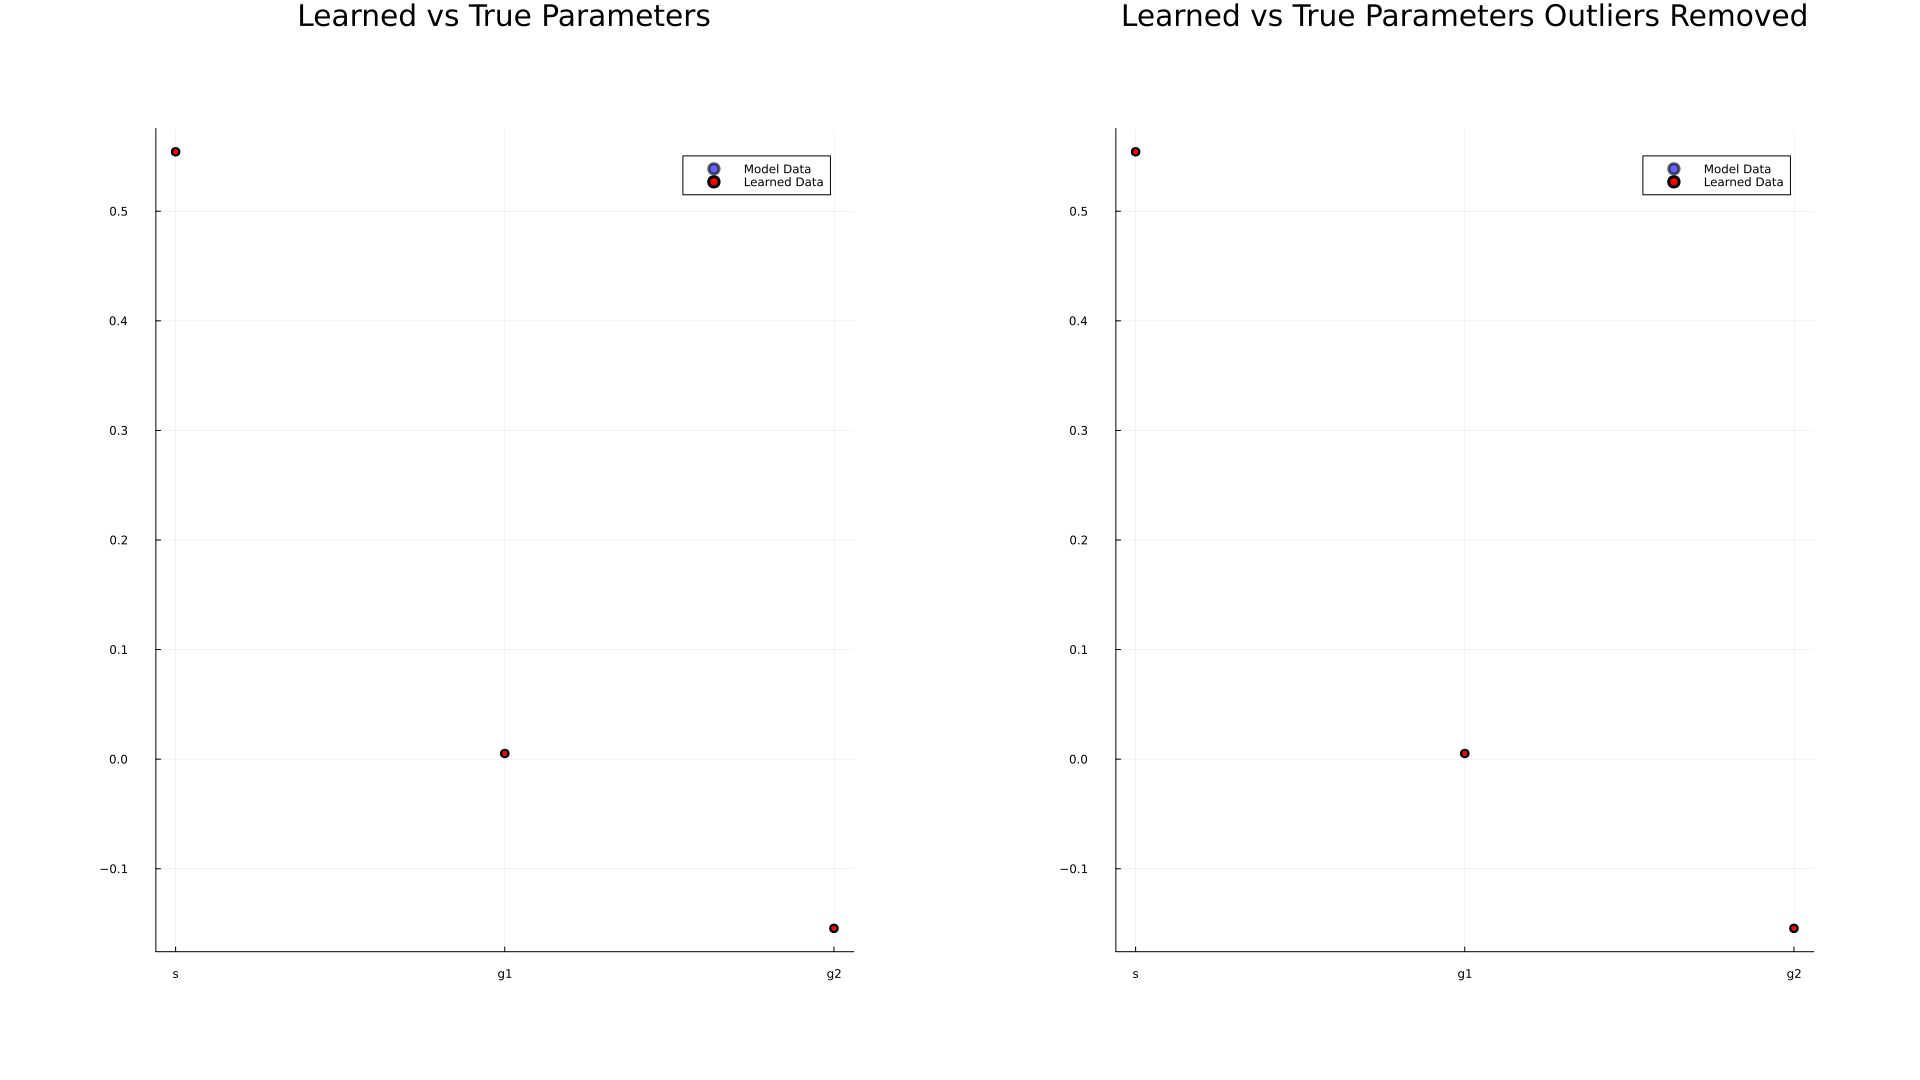 Learned vs True Parameters
Model Data
Learned Data
0.5
0.4
0.3
0.2
0.1
0.0
−0.1
s g1 g2
Learned vs True Parameters Outliers Removed
Model Data
Learned Data
0.5
0.4
0.3
0.2
0.1
0.0
−0.1
s g1 g2